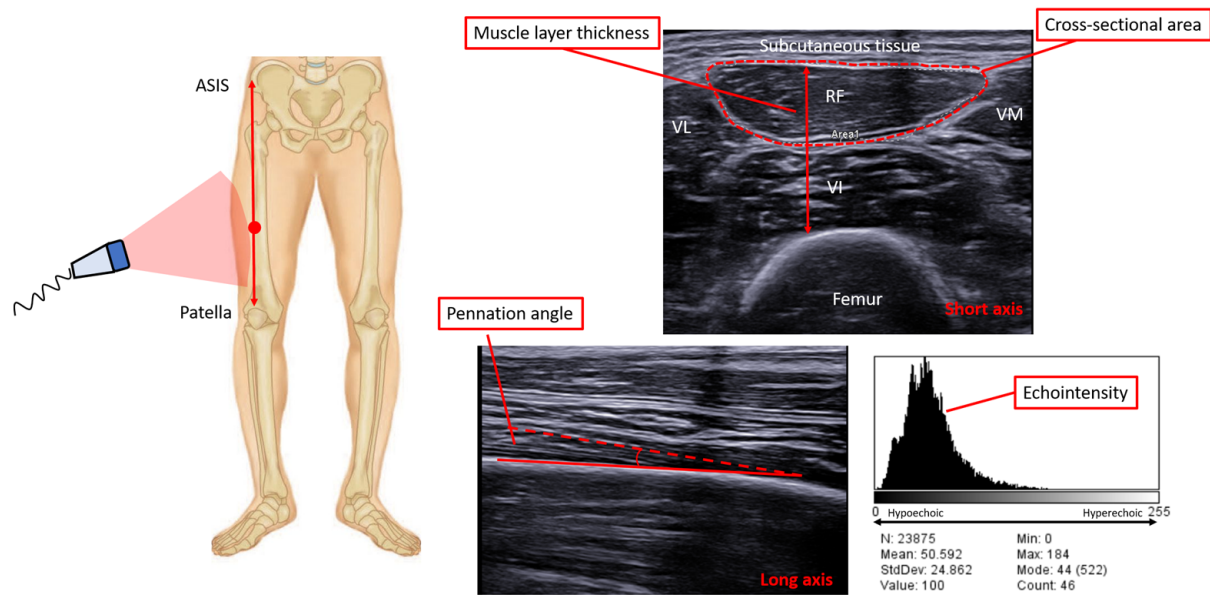 ASIS
Patella
Muscle layer thickness
Cross-sectional area
Subcutaneous tissue
RF
VL
VM
Area1
VI
Femur
Short axis
Pennation angle
Long axis
Echointensity
0 Hypoechoic Hyperechoic 255
N: 23875 Min: 0
Mean: 50.592 Max: 184
StdDev: 24.862 Mode: 44 (522)
Value: 100 Count: 46